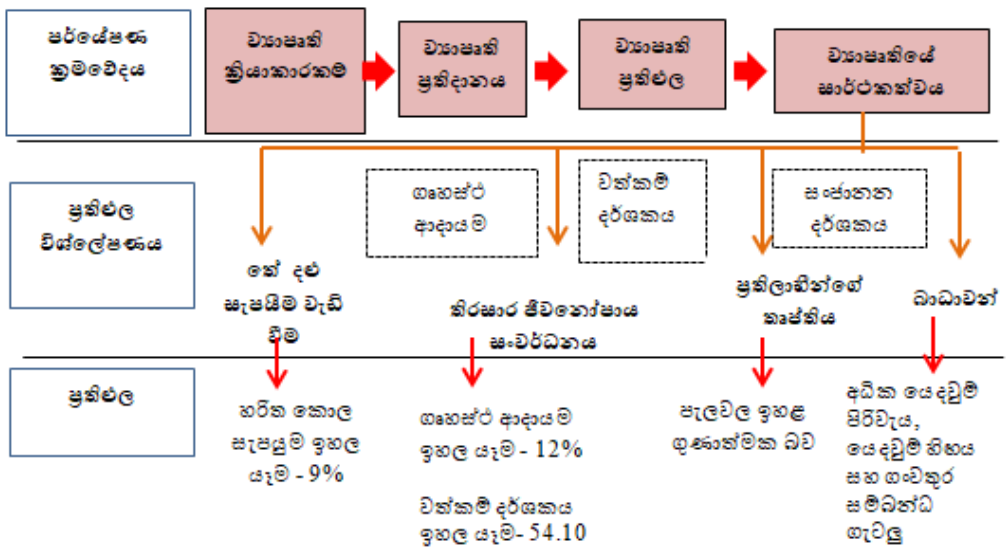 පර්යේෂණ
ක්‍රමවේදය
ව්‍යාපෘති
ක්‍රියාකාරකම්
ව්‍යාපෘති
ප්‍රතිදානය
ව්‍යාපෘති
ප්‍රතිඵල
ව්‍යාපෘතියේ
සාර්ථකත්වය
ප්‍රතිඵල
විශ්ලේෂණය
ගෘහස්ථ
ආදායම
වත්කම්
දර්ශකය
සංජානන
දර්ශකය
තේ දළු
සැපයීම වැඩි
වීම
තිරසාර ජීවනෝපාය
සංවර්ධනය
ප්‍රතිලාභීන්ගේ
තෘප්තිය
බාධාවන්
ප්‍රතිඵල
හරිත කොල
සැපයුම ඉහල
යෑම - 9%
ගෘහස්ථ ආදායම
ඉහල යෑම - 12%
වත්කම් දර්ශකය
ඉහල යෑම- 54.10
පැලවල ඉහළ
ගුණාත්මක බව
අධික යෙදවුම්
පිරිවැය,
යෙදවුම් හිඟය
සහ ගංවතුර
සම්බන්ධ
ගැටලු